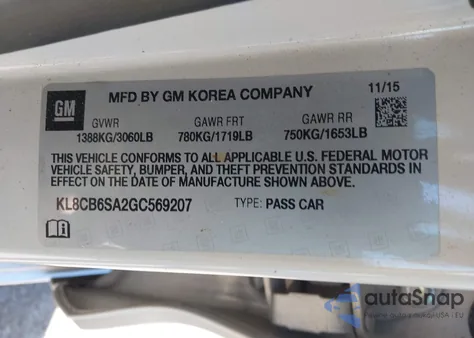 GM
MFD BY GM KOREA COMPANY
11/15
GVWR GAWR FRT GAWR RR
1388KG/3060LB 780KG/1719LB 750KG/1653LB
THIS VEHICLE CONFORMS TO ALL APPLICABLE U.S. FEDERAL MOTOR
VEHICLE SAFETY, BUMPER, AND THEFT PREVENTION STANDARDS IN
EFFECT ON THE DATE OF MANUFACTURE SHOWN ABOVE.
KL8CB6SA2GC569207 TYPE: PASS CAR
autoSnap